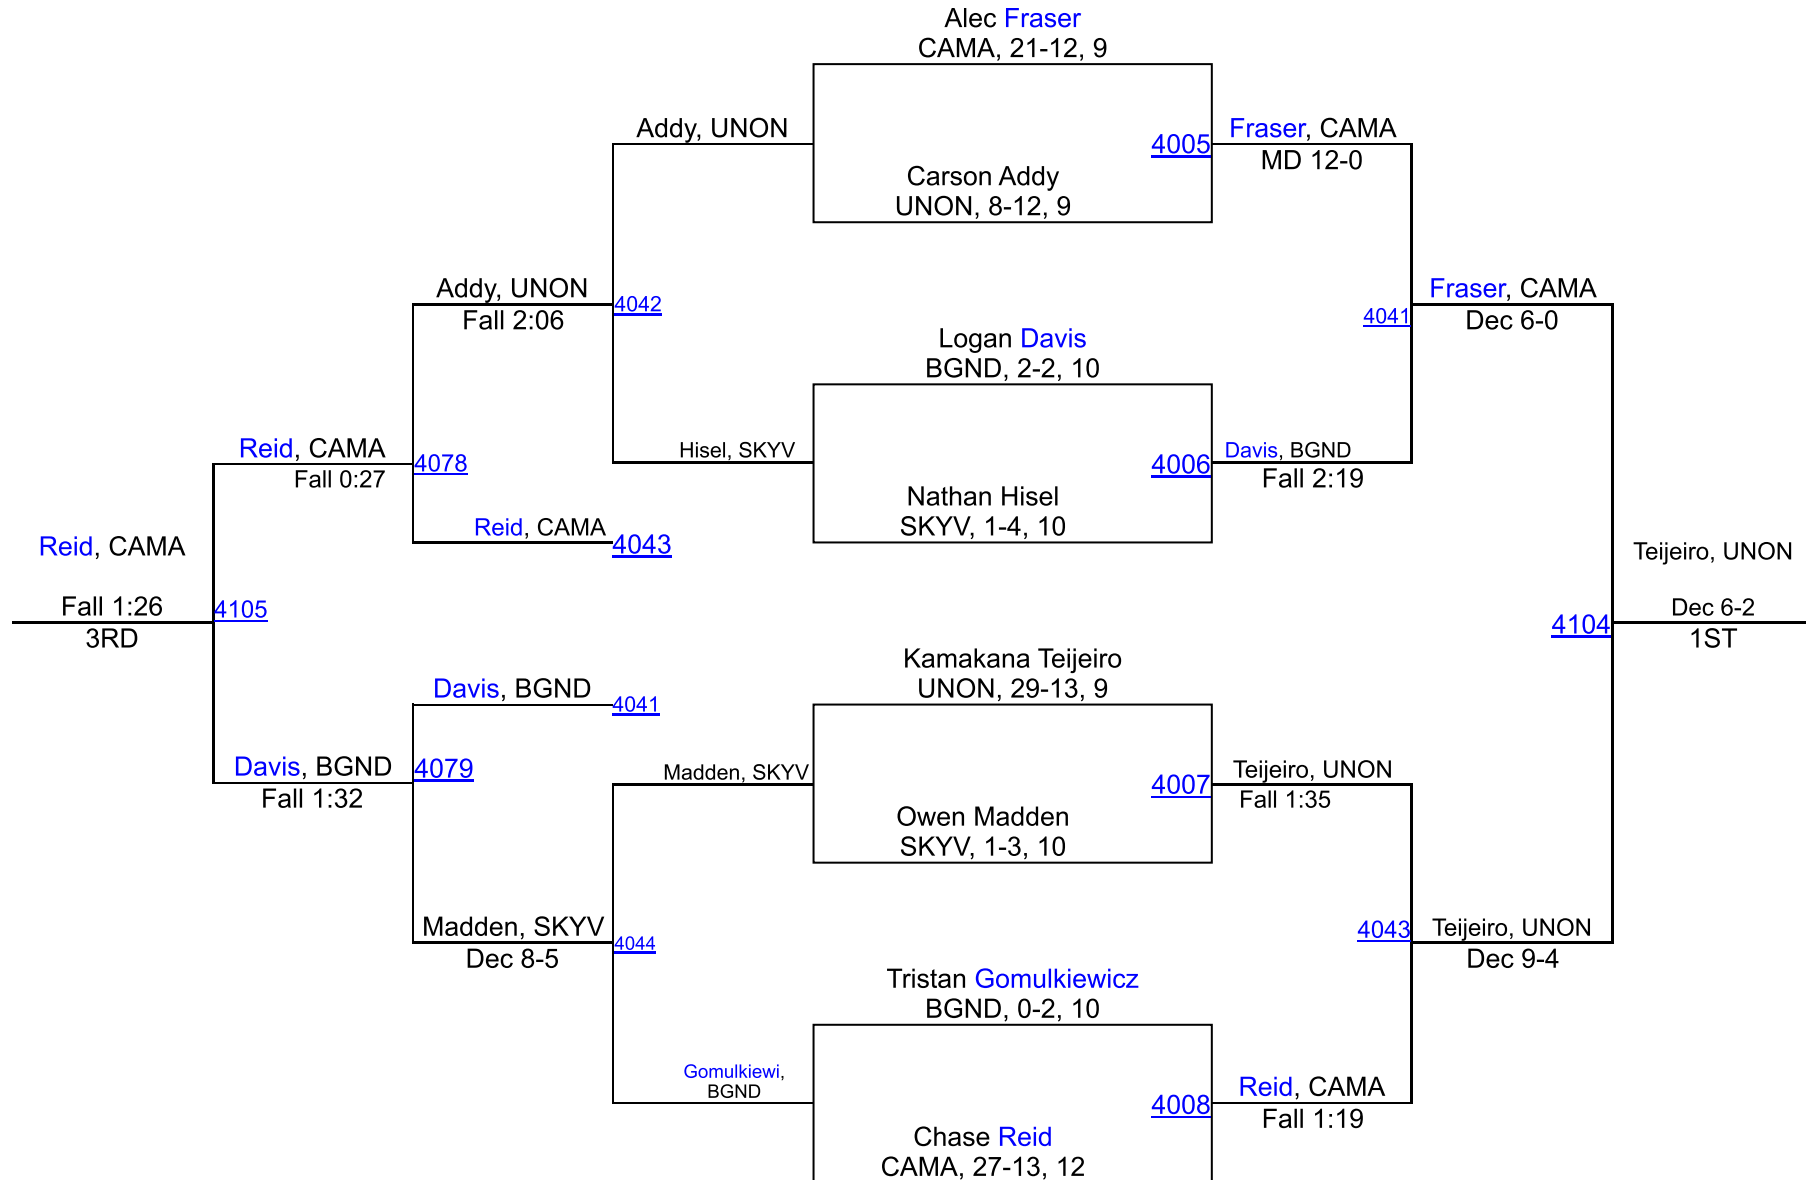 Alec Fraser
CAMA, 21-12, 9
Addy, UNON
4005
Fraser, CAMA
MD 12-0
Carson Addy
UNON, 8-12, 9
Addy, UNON
Fall 2:06
4042
Fraser, CAMA
Dec 6-0
4041
Logan Davis
BGND, 2-2, 10
Reid, CAMA
Fall 0:27
4078
Hisel, SKYV
4006
Davis, BGND
Fall 2:19
Nathan Hisel
SKYV, 1-4, 10
Reid, CAMA
4043
Reid, CAMA
Fall 1:26
3RD
4105
Teijeiro, UNON
Dec 6-2
1ST
4104
Kamakana Teijeiro
UNON, 29-13, 9
Davis, BGND
4041
Davis, BGND
Fall 1:32
4079
Madden, SKYV
4007
Teijeiro, UNON
Fall 1:35
Owen Madden
SKYV, 1-3, 10
Madden, SKYV
Dec 8-5
4044
4043
Teijeiro, UNON
Dec 9-4
Tristan Gomulkiewicz
BGND, 0-2, 10
Gomulkiewi,
BGND
4008
Reid, CAMA
Fall 1:19
Chase Reid
CAMA, 27-13, 12